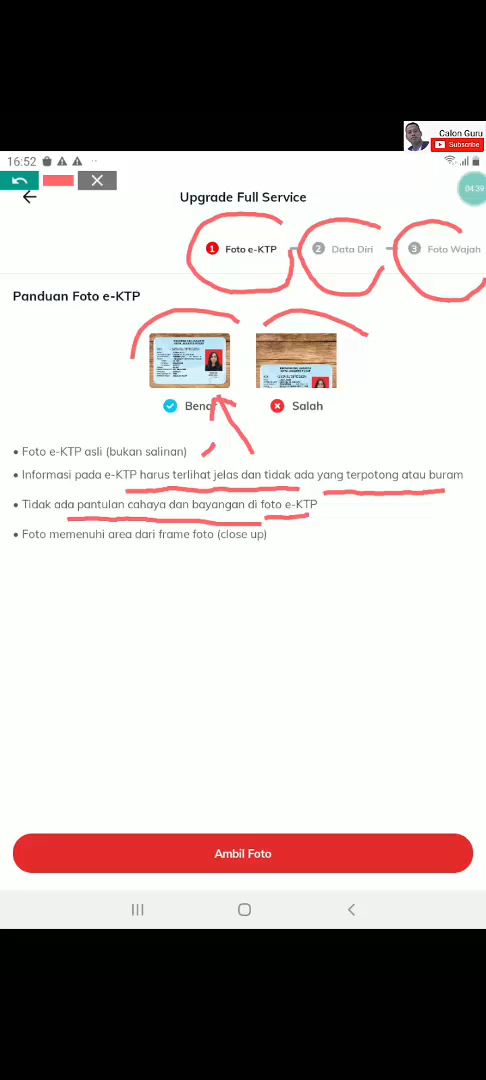 Calon Guru
Subscribe
16:52
04:39
Upgrade Full Service
1 Foto e-KTP
2 Data Diri
3 Foto Wajah
Panduan Foto e-KTP
Benar
Salah
• Foto e-KTP asli (bukan salinan)
• Informasi pada e-KTP harus terlihat jelas dan tidak ada yang terpotong atau buram
• Tidak ada pantulan cahaya dan bayangan di foto e-KTP
• Foto memenuhi area dari frame foto (close up)
Ambil Foto